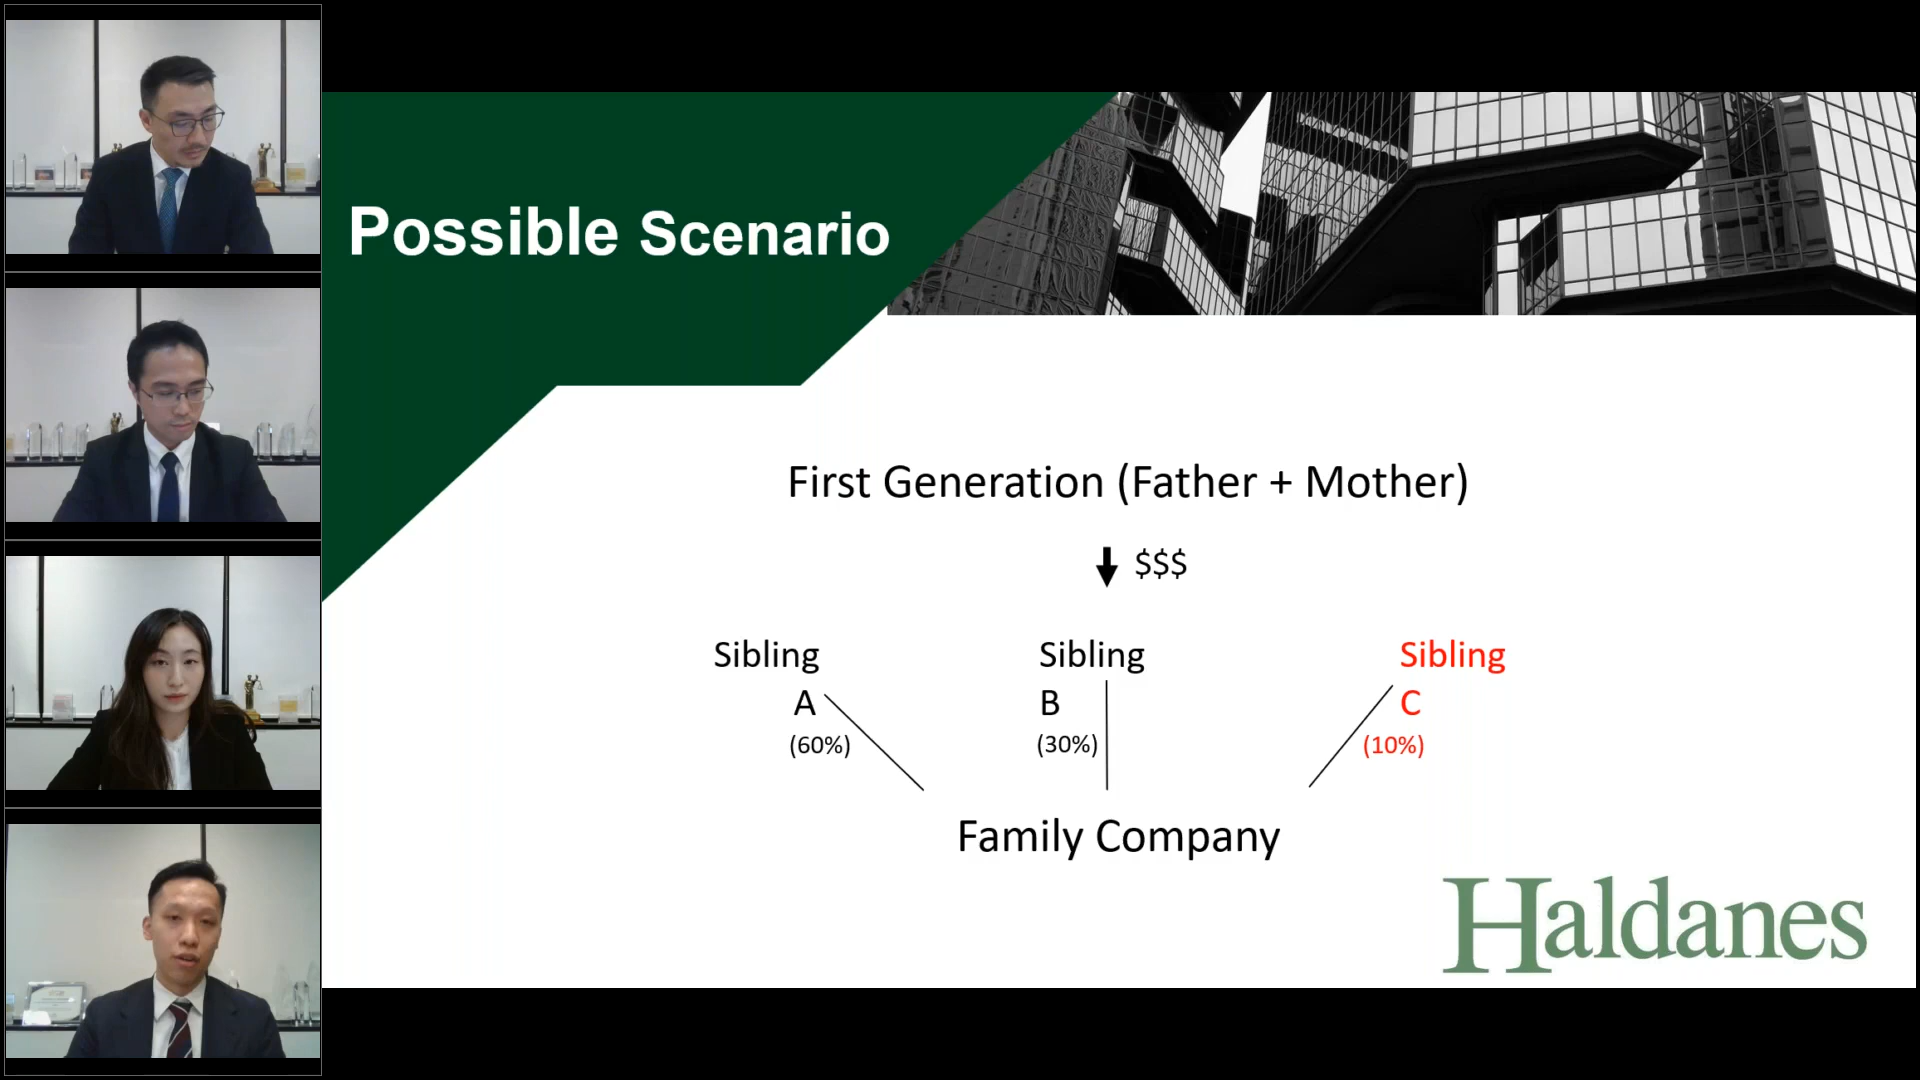 Possible Scenario
First Generation (Father + Mother)
$$$
Sibling
A
(60%)
Sibling
B
(30%)
Sibling
C
(10%)
Family Company
Haldanes